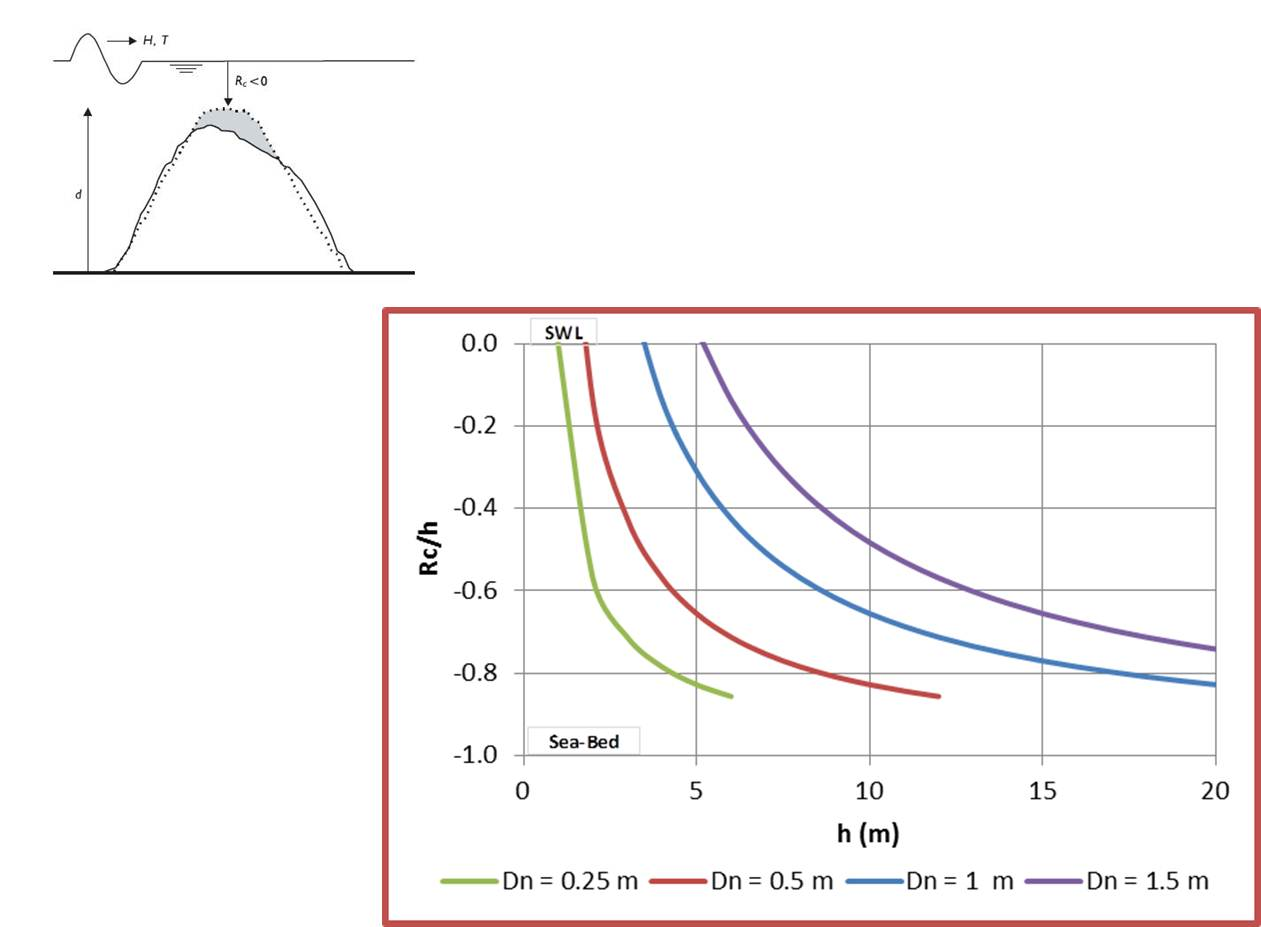 H, T
Rc<0
d
SWL
0.0
-0.2
-0.4
-0.6
-0.8
-1.0
Rc/h
Sea-Bed
0 5 10 15 20
h (m)
Dn = 0.25 m Dn = 0.5 m Dn = 1 m Dn = 1.5 m